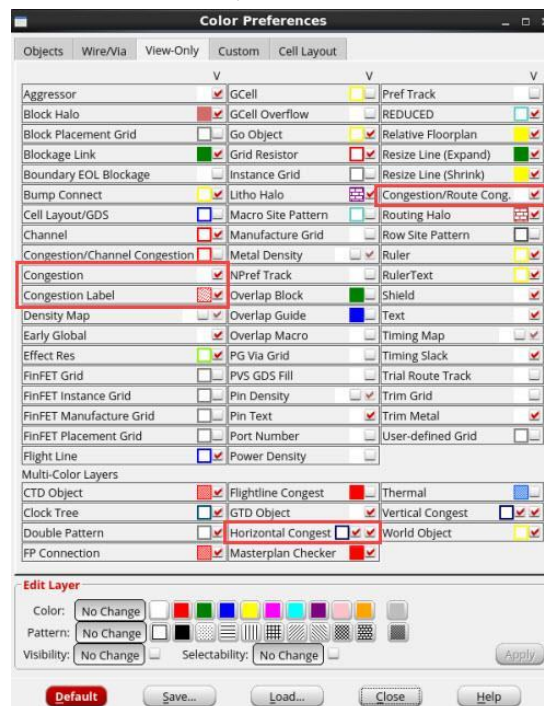 Color Preferences
Objects Wire/Via View-Only Custom Cell Layout
V V V
Aggressor GCell Pref Track
Block Halo GCell Overflow REDUCED
Block Placement Grid Go Object Relative Floorplan
Blockage Link Grid Resistor Resize Line (Expand)
Boundary EOL Blockage Instance Grid Resize Line (Shrink)
Bump Connect Litho Halo Congestion/Route Cong.
Cell Layout/GDS Macro Site Pattern Routing Halo
Channel Manufacture Grid Row Site Pattern
Congestion/Channel Congestion Metal Density Ruler
Congestion NPref Track RulerText
Congestion Label Overlap Block Shield
Density Map Overlap Guide Text
Early Global Overlap Macro Timing Map
Effect Res PG Via Grid Timing Slack
FinFET Grid PVS GDS Fill Trial Route Track
FinFET Instance Grid Pin Density Trim Grid
FinFET Manufacture Grid Pin Text Trim Metal
FinFET Placement Grid Port Number User-defined Grid
Flight Line Power Density
Multi-Color Layers
CTD Object Flightline Congest Thermal
Clock Tree GTD Object Vertical Congest
Double Pattern Horizontal Congest World Object
FP Connection Masterplan Checker
Edit Layer
Color: No Change
Pattern: No Change
Visibility: No Change Selectability: No Change Apply
Default Save... Load... Close Help